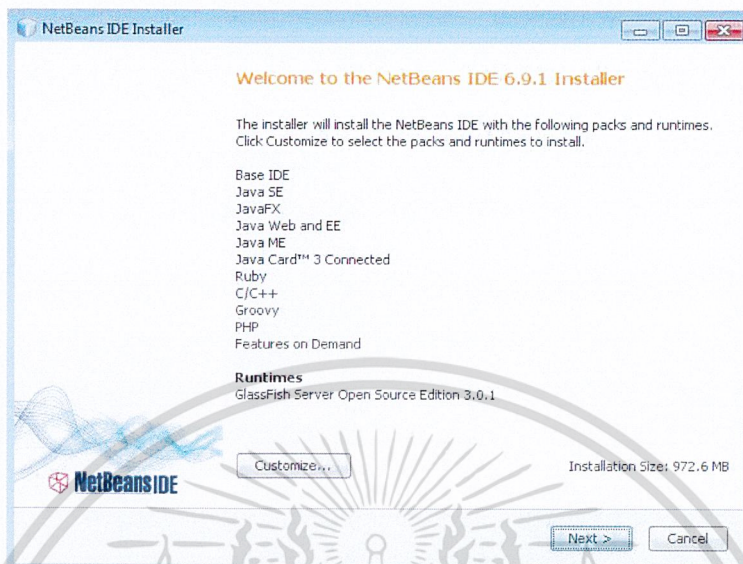 NetBeans IDE Installer
Welcome to the NetBeans IDE 6.9.1 Installer
The installer will install the NetBeans IDE with the following packs and runtimes.
Click Customize to select the packs and runtimes to install.
Base IDE
Java SE
JavaFX
Java Web and EE
Java ME
Java Card™ 3 Connected
Ruby
C/C++
Groovy
PHP
Features on Demand
Runtimes
GlassFish Server Open Source Edition 3.0.1
Customize...
Installation Size: 972.6 MB
NetBeans IDE
Next >
Cancel